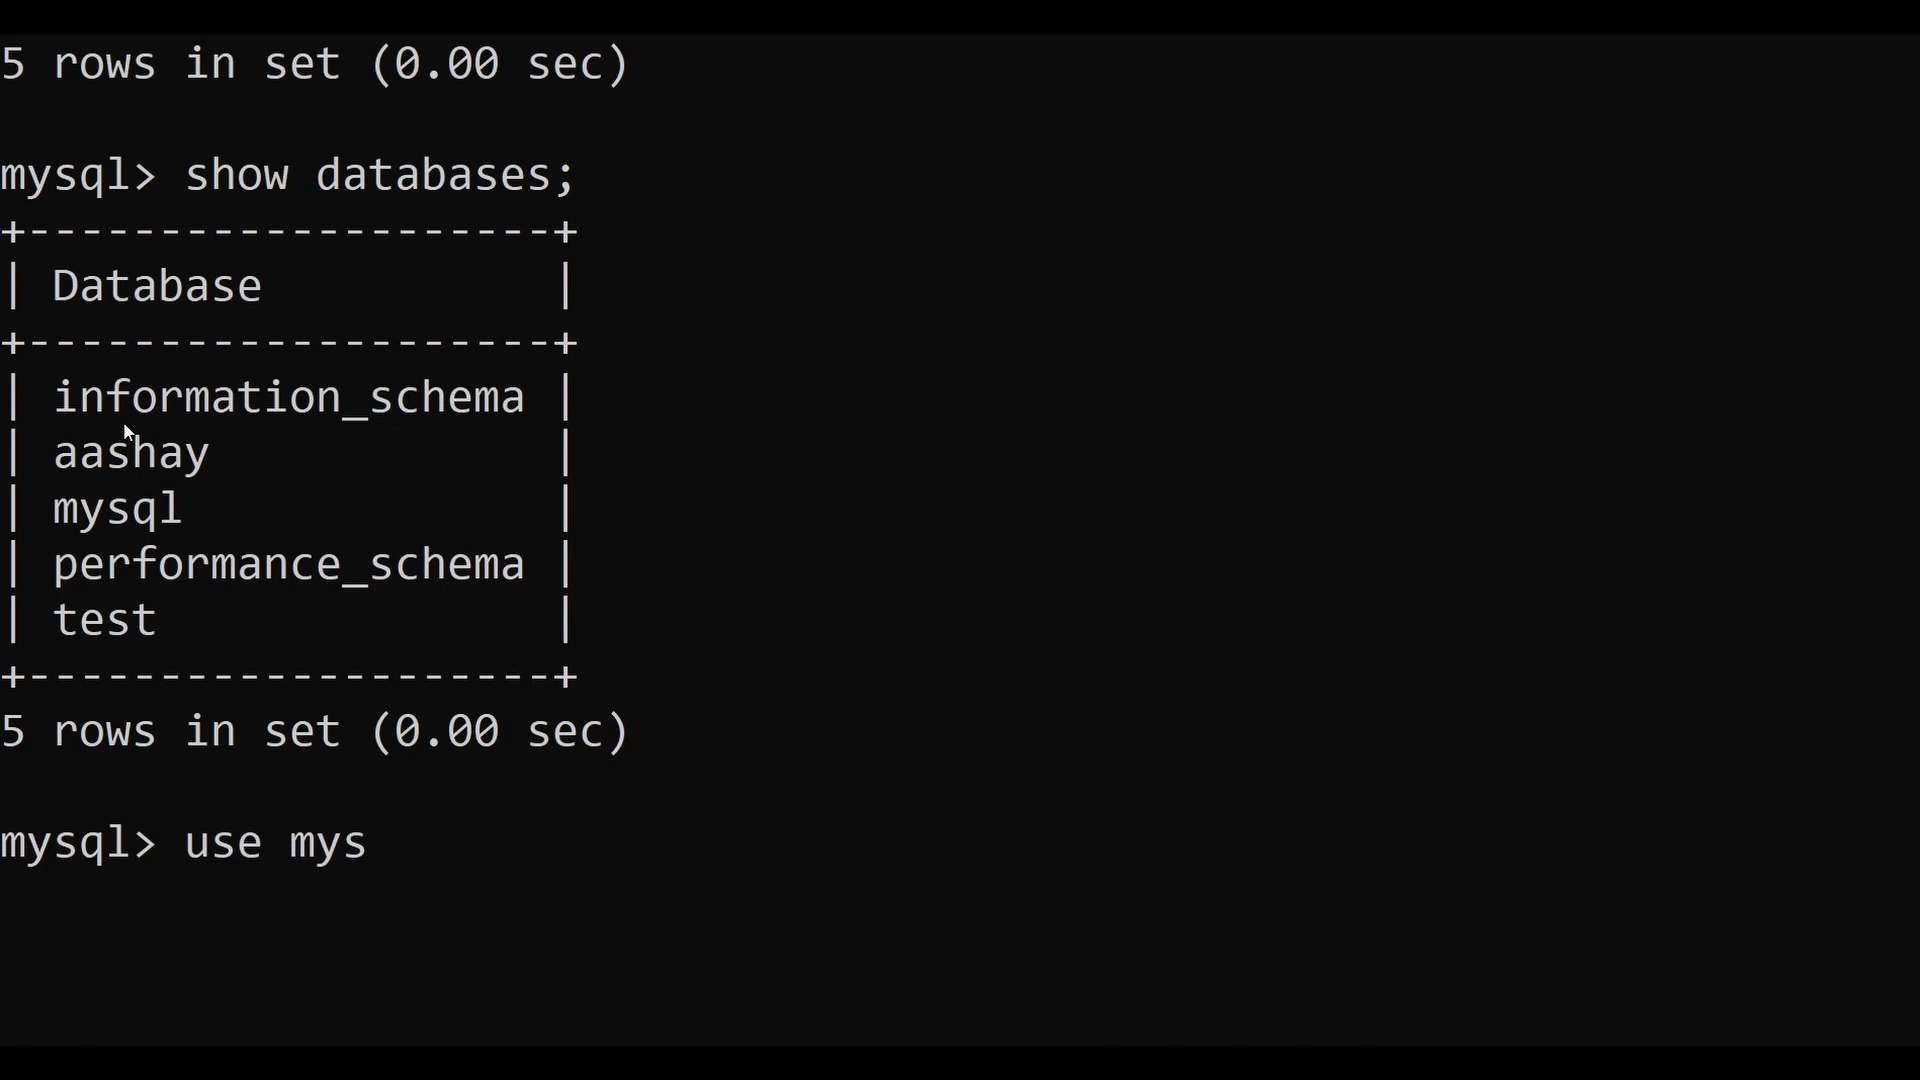 5 rows in set (0.00 sec)
mysql> show databases;
+--------------------+
| Database           |
+--------------------+
| information_schema |
| aashay             |
| mysql              |
| performance_schema |
| test               |
+--------------------+
5 rows in set (0.00 sec)
mysql> use mys